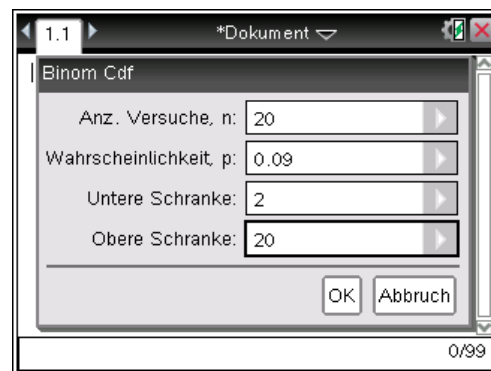 1.1 *Dokument
Binom Cdf
Anz. Versuche, n: 20
Wahrscheinlichkeit, p: 0.09
Untere Schranke: 2
Obere Schranke: 20
OK Abbruch
0/99